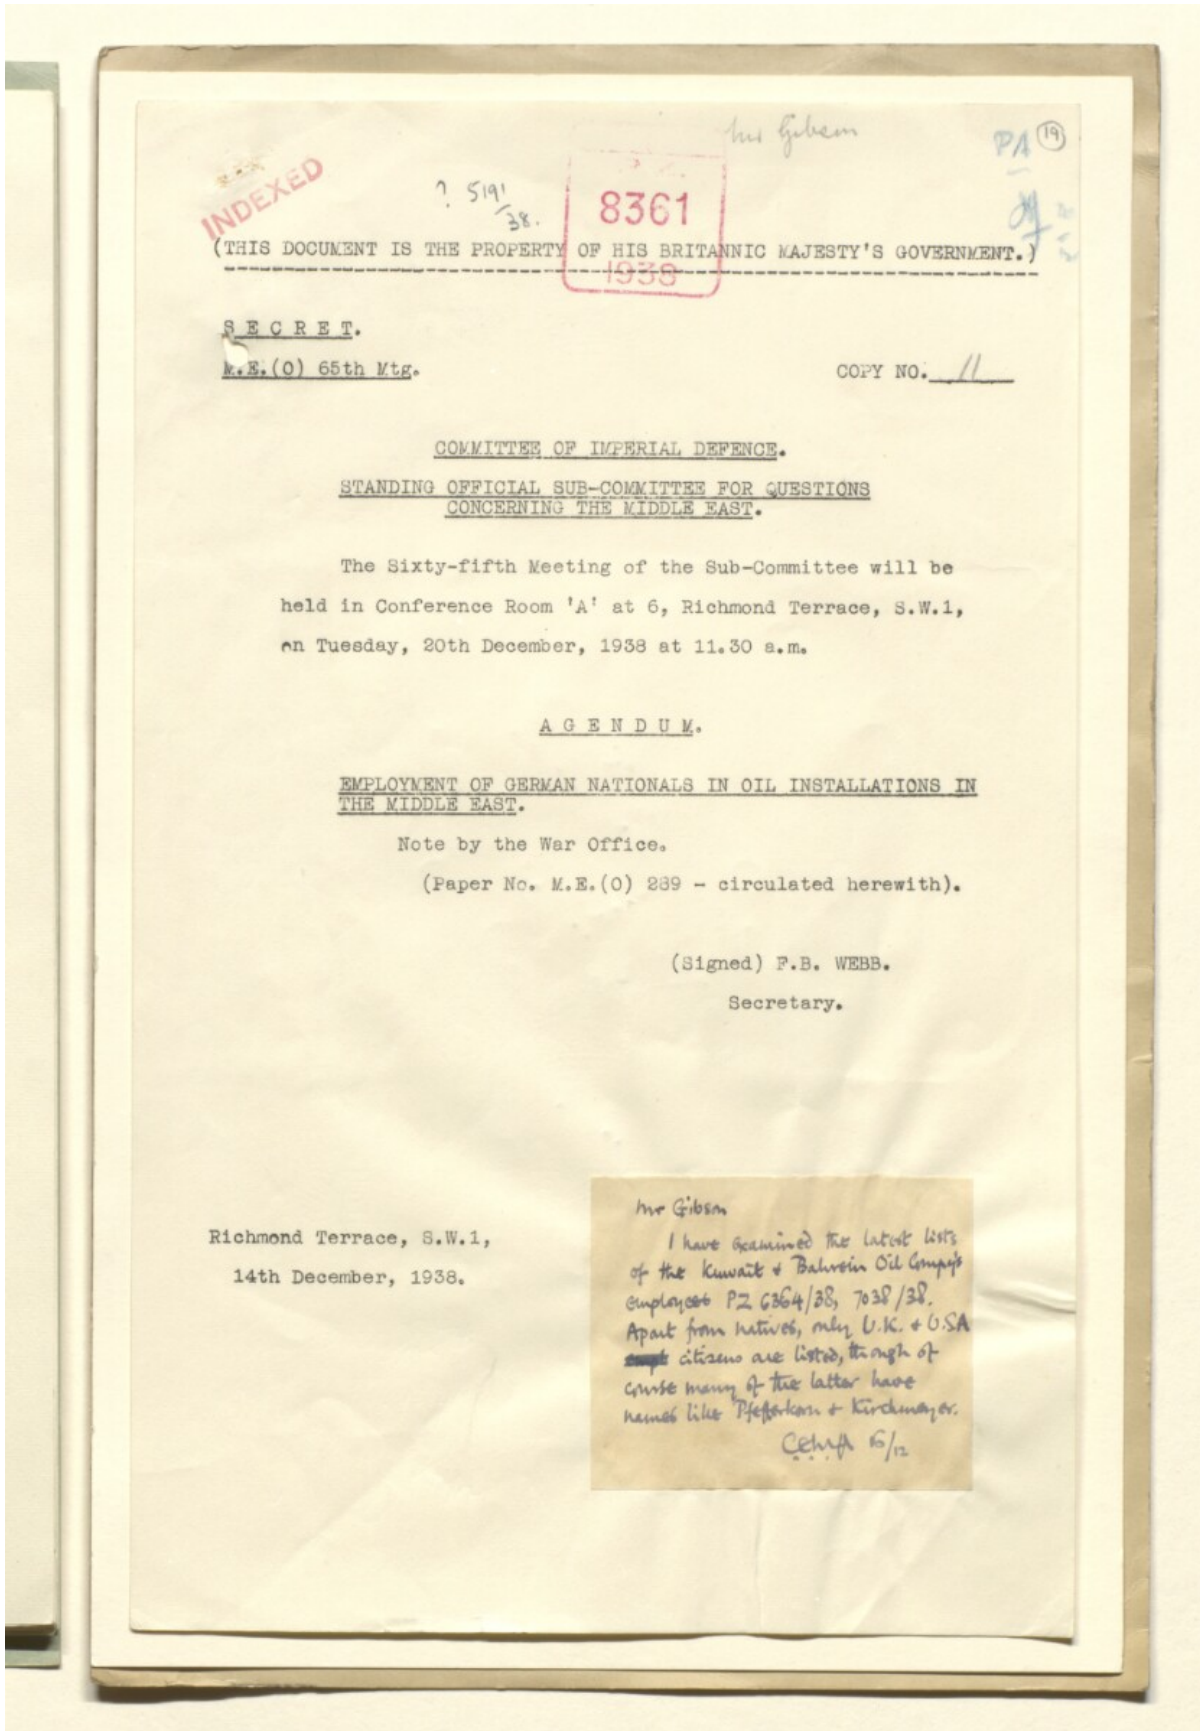 Mr Gibson
PA
19
INDEXED
? 5191
38.
8361
1938
(THIS DOCUMENT IS THE PROPERTY OF HIS BRITANNIC MAJESTY'S GOVERNMENT.)
SECRET.
M.E.(O) 65th Mtg.
COPY NO. 11
COMMITTEE OF IMPERIAL DEFENCE.
STANDING OFFICIAL SUB-COMMITTEE FOR QUESTIONS
CONCERNING THE MIDDLE EAST.
The Sixty-fifth Meeting of the Sub-Committee will be
held in Conference Room 'A' at 6, Richmond Terrace, S.W.1,
on Tuesday, 20th December, 1938 at 11.30 a.m.
AGENDUM.
EMPLOYMENT OF GERMAN NATIONALS IN OIL INSTALLATIONS IN
THE MIDDLE EAST.
Note by the War Office.
(Paper No. M.E.(O) 289 - circulated herewith).
(Signed) F.B. WEBB.
Secretary.
Richmond Terrace, S.W.1,
14th December, 1938.
Mr Gibson
I have examined the latest lists
of the Kuwait & Bahrein Oil Compy's
employees PZ 6364/38, 7038/38.
Apart from natives, only U.K. & USA
citizens are listed, though of
course many of the latter have
names like Pfefferkorn & Kirchmeyer.
16/12